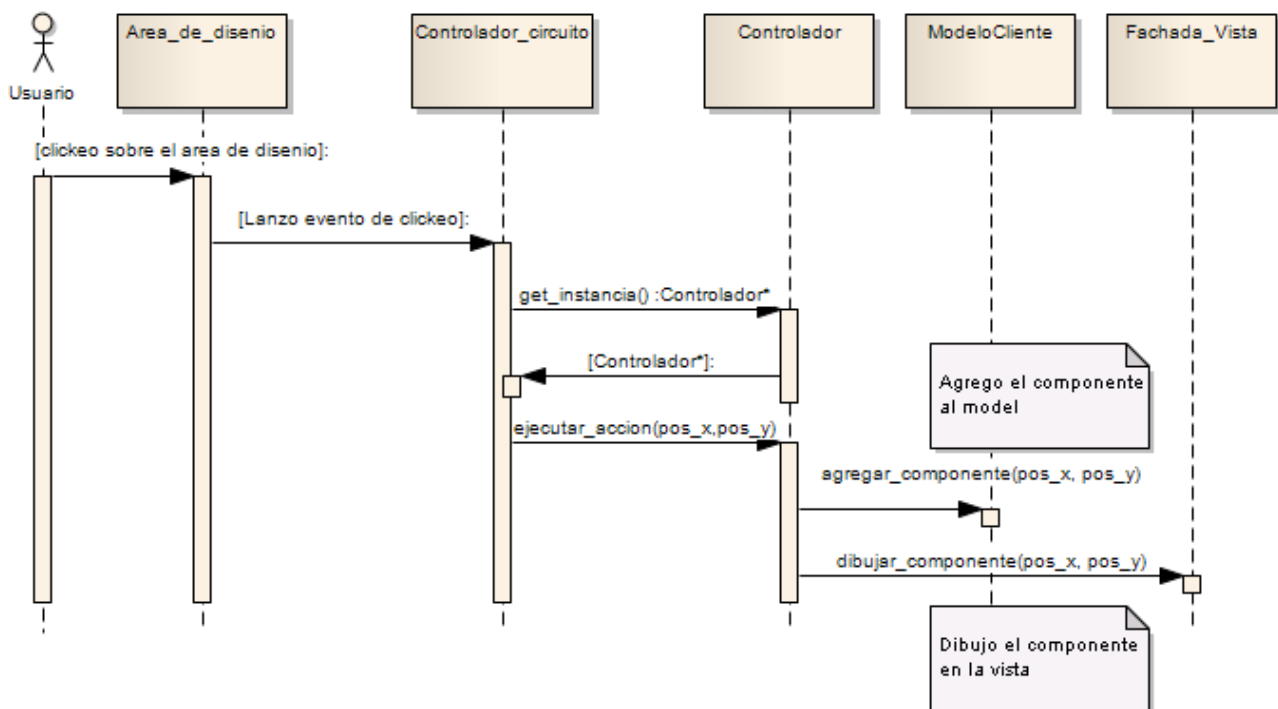 Area_de_disenio
Controlador_circuito
Controlador
ModeloCliente
Fachada_Vista
Usuario
[clickeo sobre el area de disenio]:
[Lanzo evento de clickeo]:
get_instancia() :Controlador*
[Controlador*]:
Agrego el componente
al model
ejecutar_accion(pos_x,pos_y)
agregar_componente(pos_x, pos_y)
dibujar_componente(pos_x, pos_y)
Dibujo el componente
en la vista